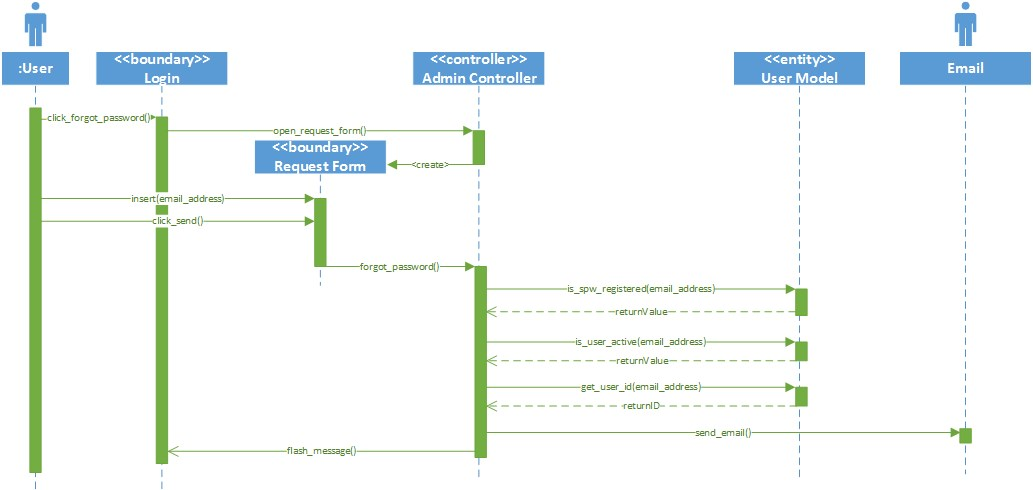 :User
<<boundary>>
Login
<<controller>>
Admin Controller
<<entity>>
User Model
Email
click_forgot_password()
open_request_form()
<<boundary>>
Request Form
<create>
insert(email_address)
click_send()
forgot_password()
is_spw_registered(email_address)
returnValue
is_user_active(email_address)
returnValue
get_user_id(email_address)
returnID
send_email()
flash_message()